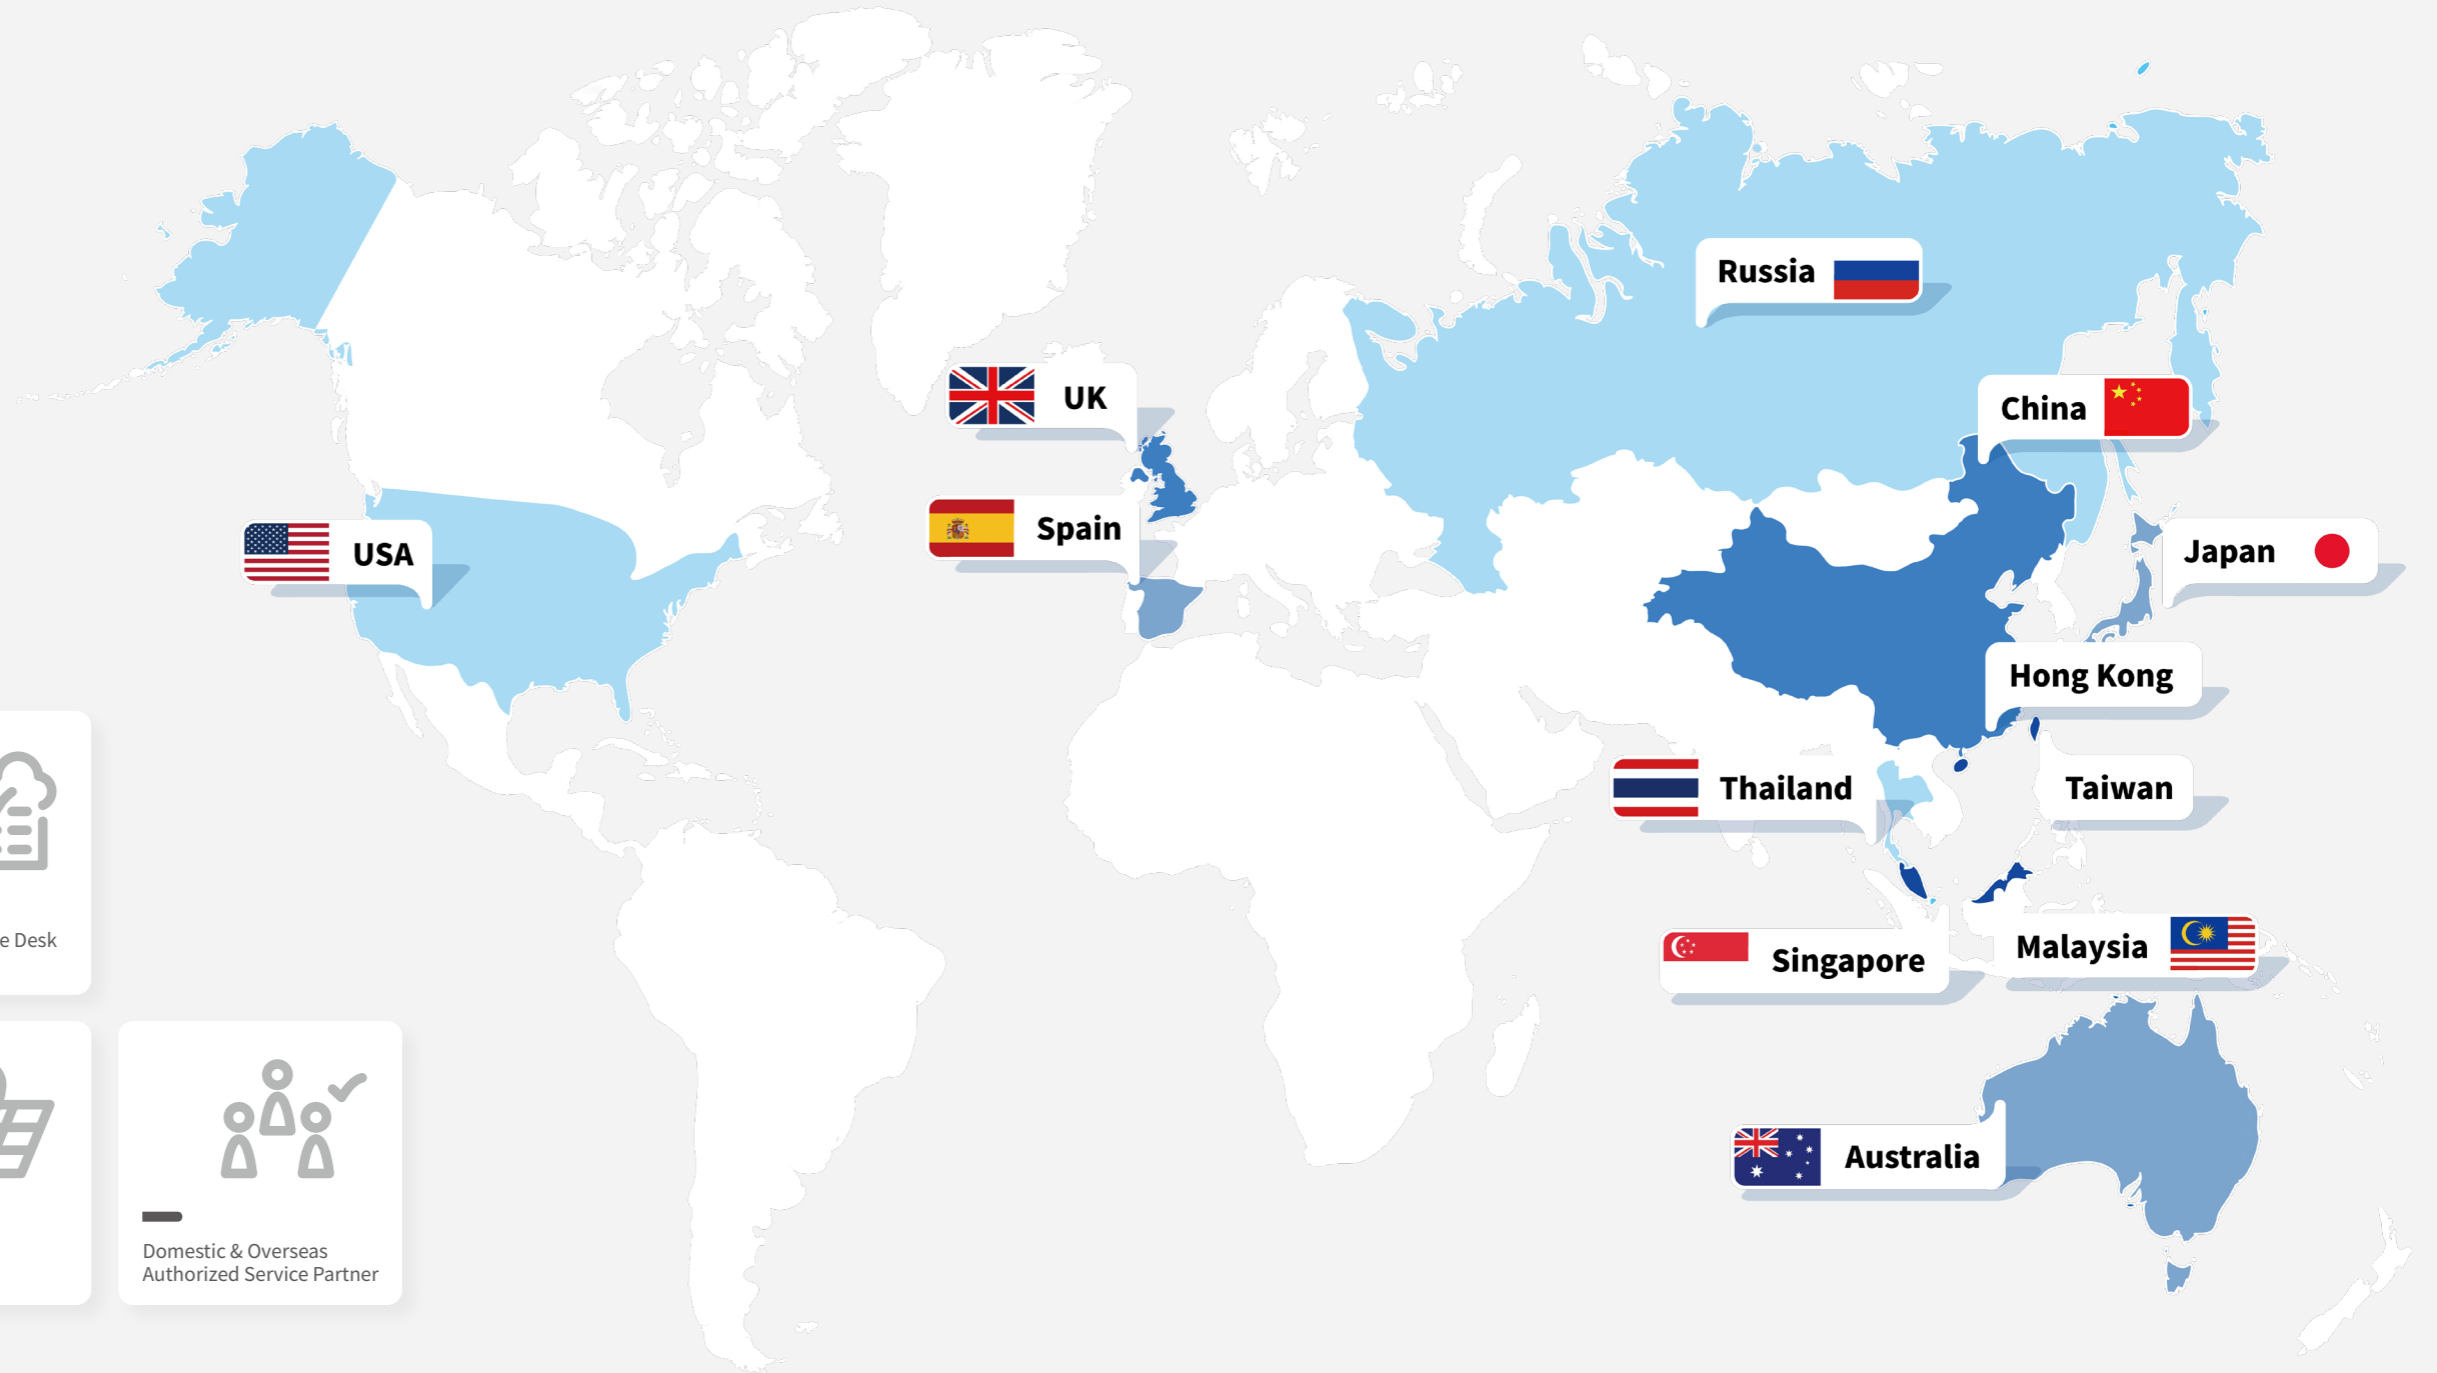 Russia
UK
China
Spain
USA
Japan
Hong Kong
Thailand
Taiwan
Singapore
Malaysia
Australia
e Desk
Domestic & Overseas
Authorized Service Partner